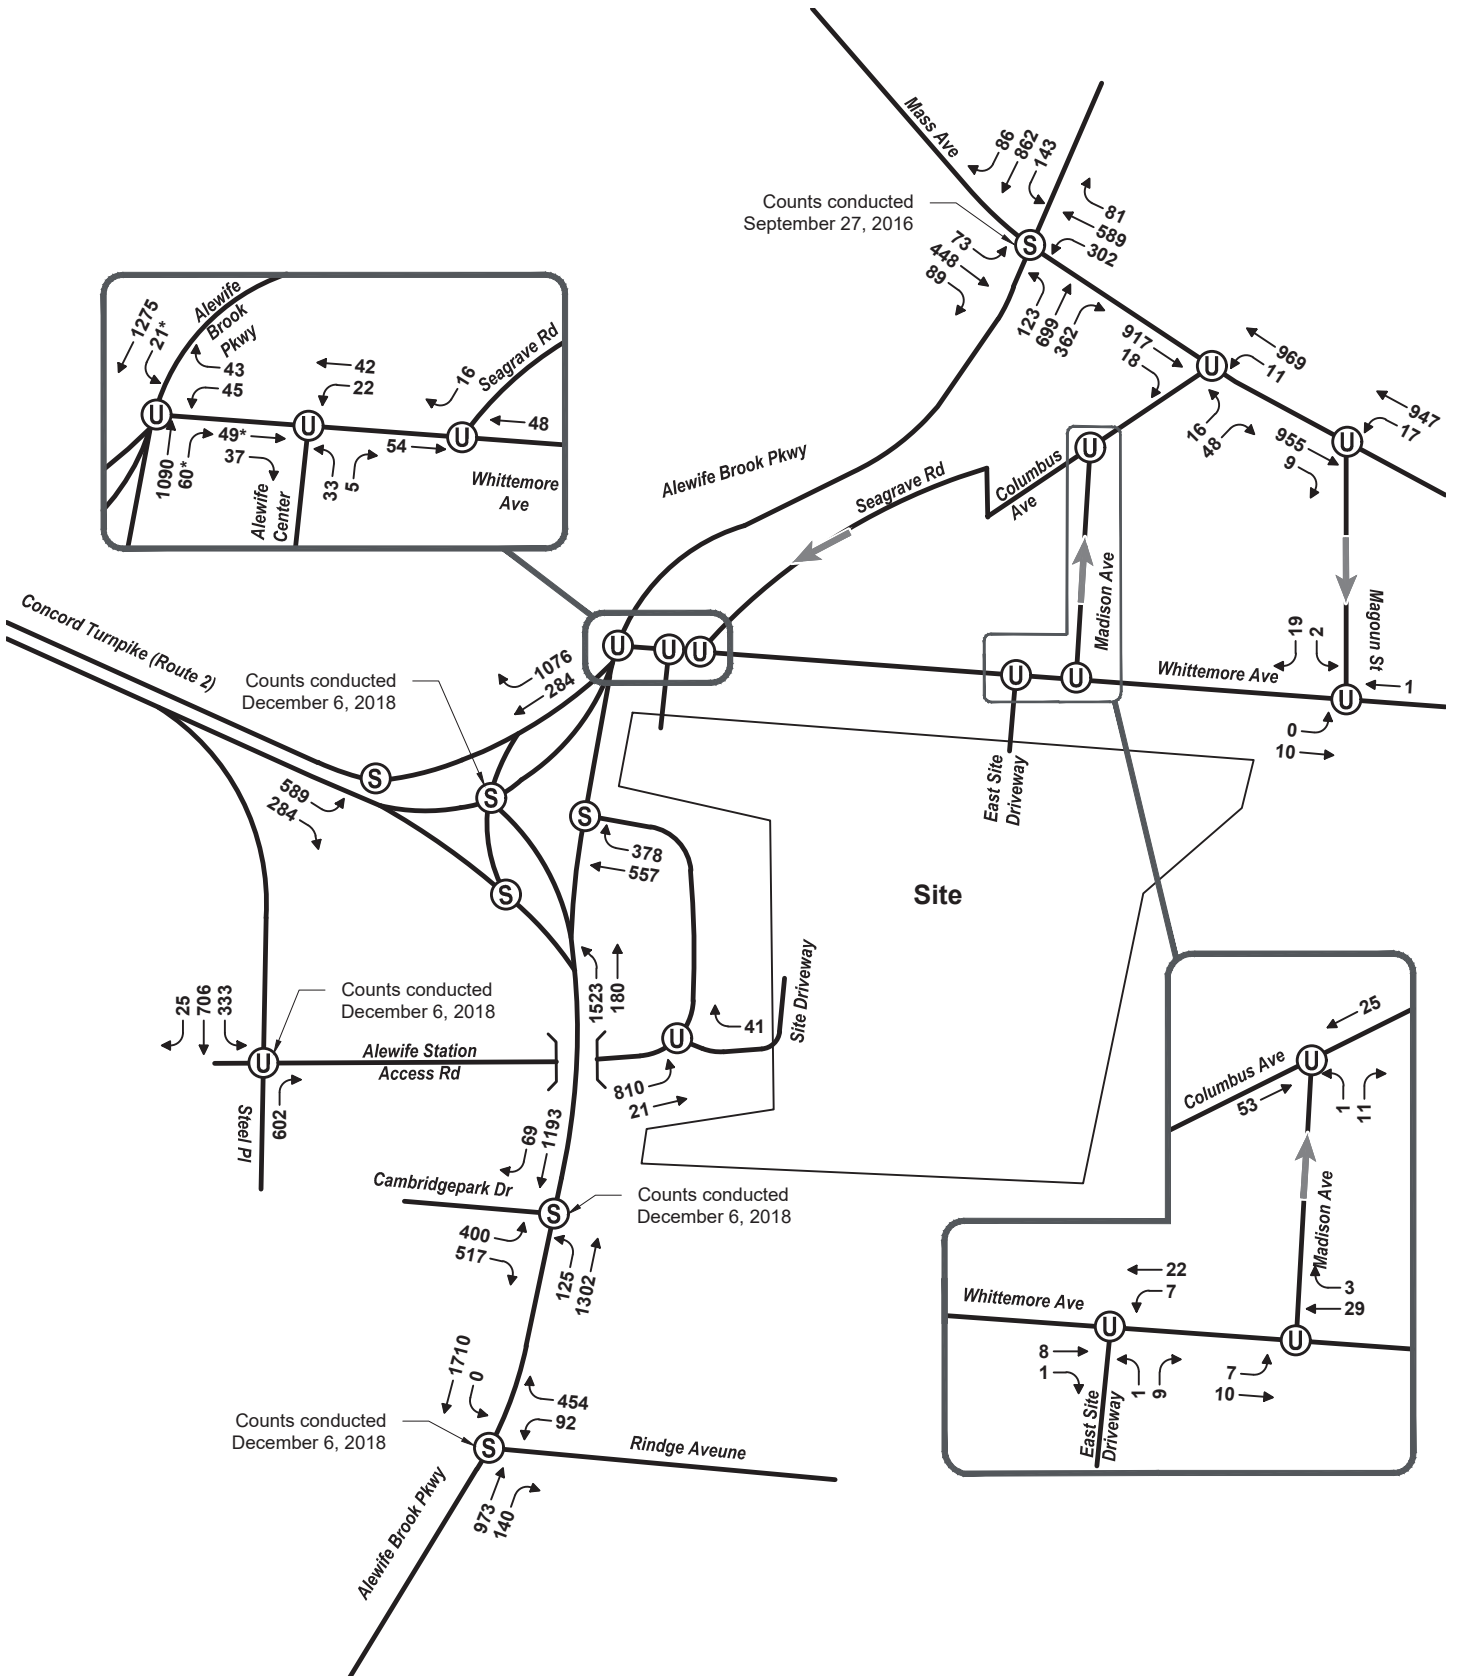 Mass Ave
86
862
143
81
589
302
Counts conducted
September 27, 2016
S
73
448
89
123
699
362
917
18
U
969
11
16
48
947
17
955
9
U
1275
21*
Alewife
Brook
Pkwy
43
45
42
22
16
Seagrave Rd
48
U
U
U
1090
60*
49*
37
Alewife
Center
33
5
54
Whittemore
Ave
Alewife Brook Pkwy
Seagrave Rd
Columbus
Ave
U
Madison Ave
Magoun St
Concord Turnpike (Route 2)
Counts conducted
December 6, 2018
1076
284
U
U
U
U
U
Whittemore Ave
19
2
1
U
0
10
East Site
Driveway
S
S
S
589
284
378
557
S
Site
25
706
333
Counts conducted
December 6, 2018
1523
180
41
Site Driveway
U
Alewife Station
Access Rd
U
810
21
602
Steel Pl
69
1193
Cambridgepark Dr
S
Counts conducted
December 6, 2018
400
517
125
1302
1710
0
454
92
Counts conducted
December 6, 2018
S
Rindge Aveune
973
140
Alewife Brook Pkwy
25
Columbus Ave
U
53
1
11
Madison Ave
22
7
3
29
Whittemore Ave
U
U
8
1
1
9
7
10
East Site
Driveway